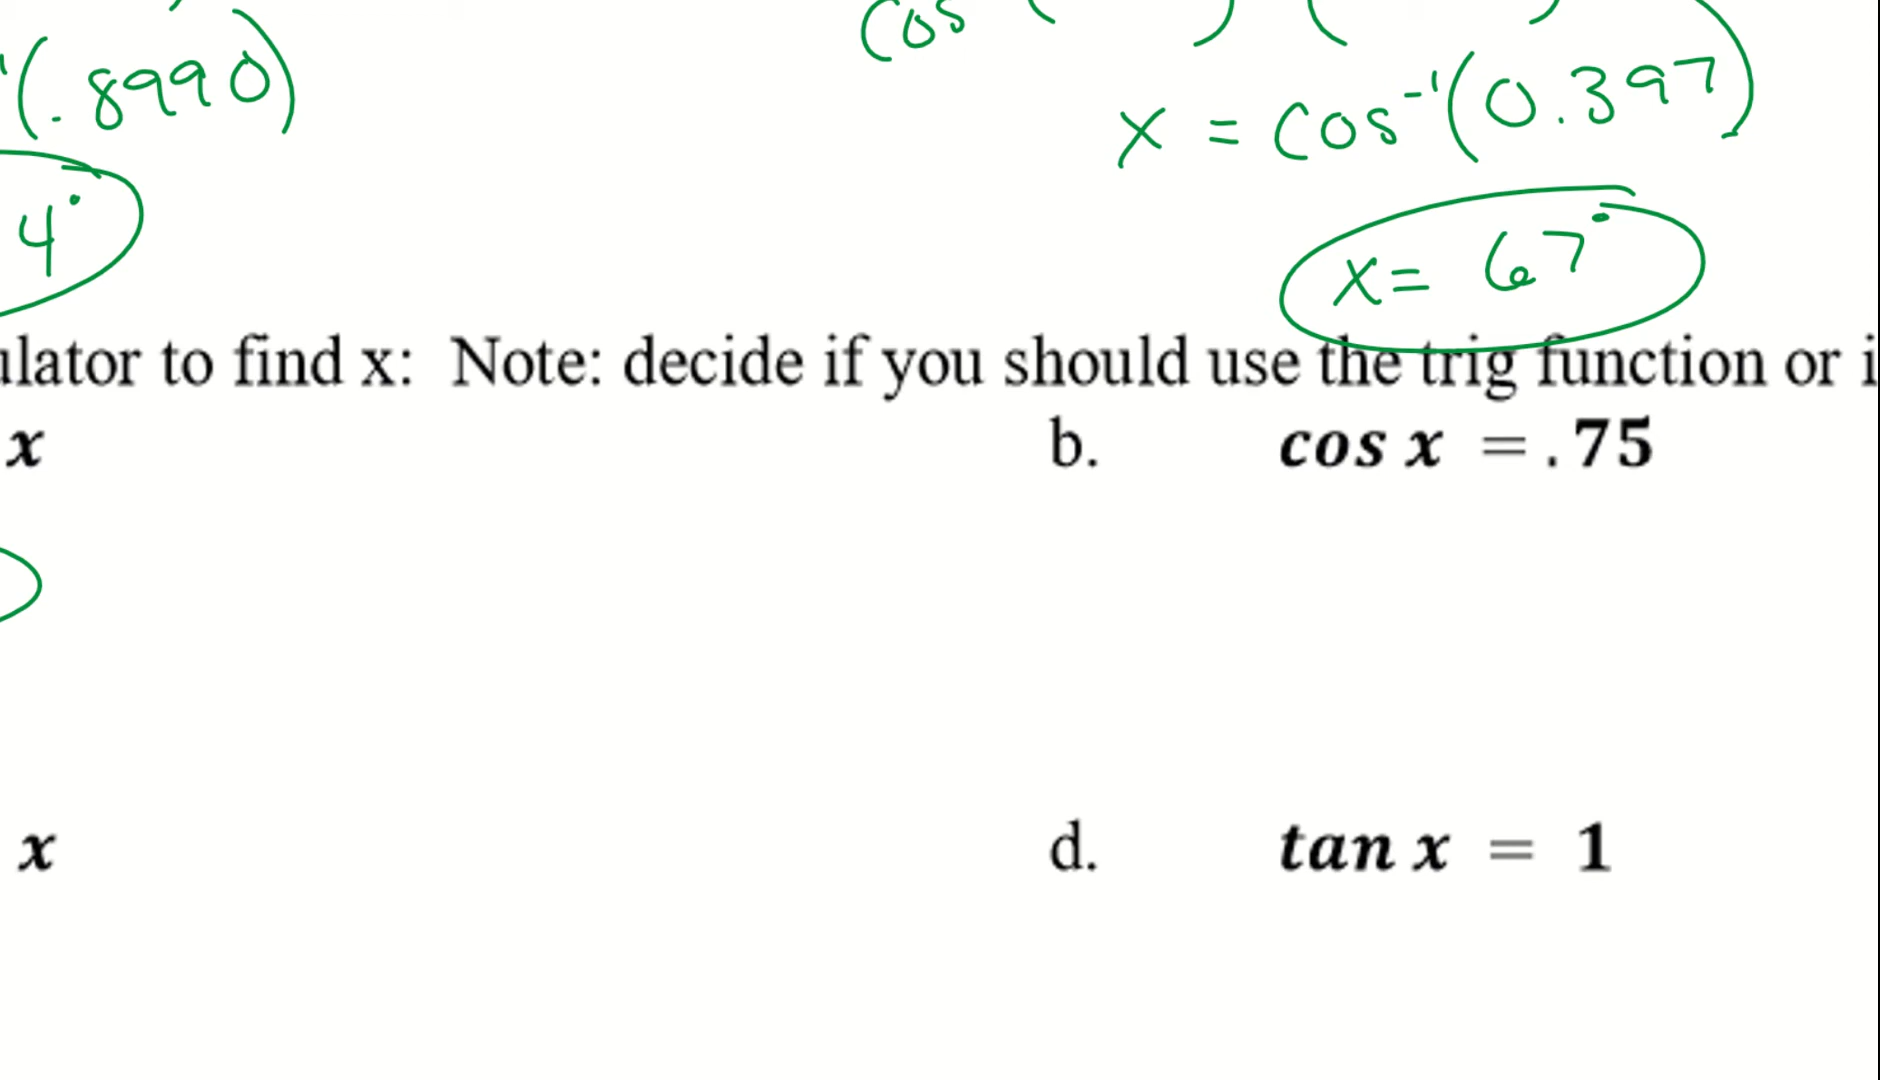 cos
(.8990)
x = cos⁻¹(0.397)
4°
x = 67°
to find x: Note: decide if you should use the trig function or
x
b. cos x = .75
x
d. tan x = 1